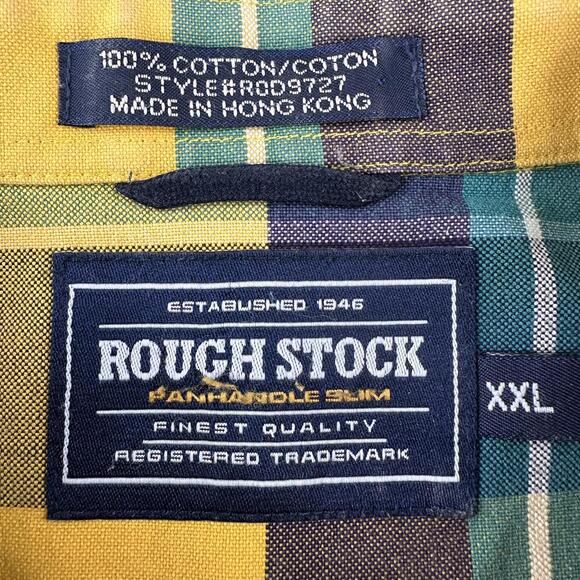 100% COTTON/COTON
STYLE#R0D9727
MADE IN HONG KONG
ESTABLISHED 1946
ROUGH STOCK
PANHANDLE SLIM
FINEST QUALITY
REGISTERED TRADEMARK
XXL